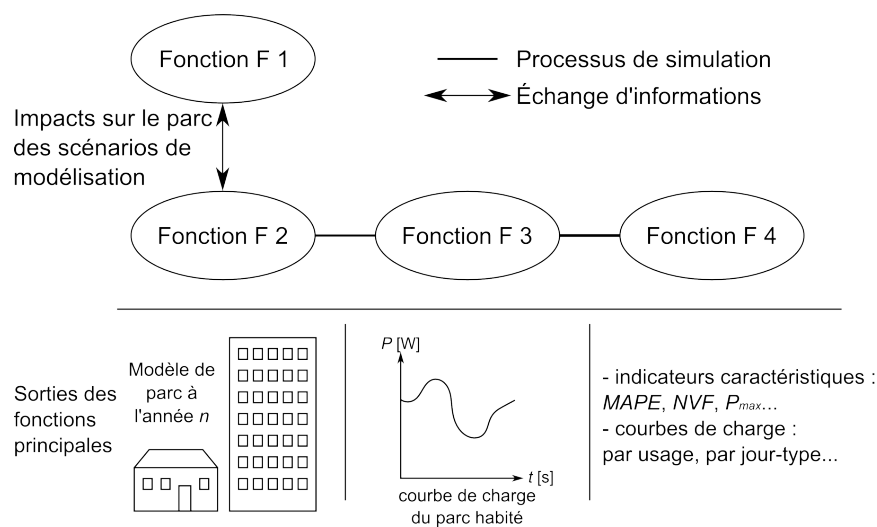 Fonction F 1
Processus de simulation
Échange d'informations
Impacts sur le parc
des scénarios de
modélisation
Fonction F 2
Fonction F 3
Fonction F 4
Sorties des
fonctions
principales
Modèle de
parc à
l'année n
P [W]
t [s]
courbe de charge
du parc habité
- indicateurs caractéristiques :
MAPE, NVF, Pmax...
- courbes de charge :
par usage, par jour-type...